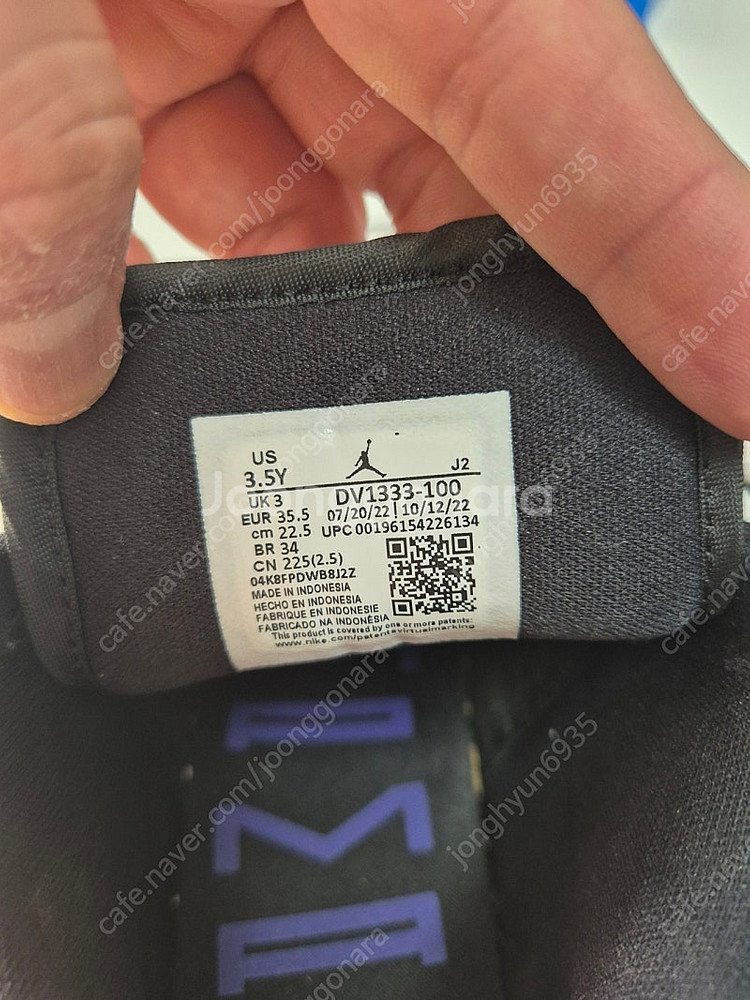 US
3.5Y
J2
UK 3
DV1333-100
EUR 35.5
07/20/22 | 10/12/22
cm 22.5
UPC 00196154226134
BR 34
CN 225(2.5)
04K8FPDWB8J2Z
MADE IN INDONESIA
HECHO EN INDONESIA
FABRIQUE EN INDONESIE
FABRICADO NA INDONÉSIA
This product is covered by one or more patents:
www.nike.com/patentsvirtualmarking
Joonggonara
cafe.naver.com/joonggonara
jonghyun6935